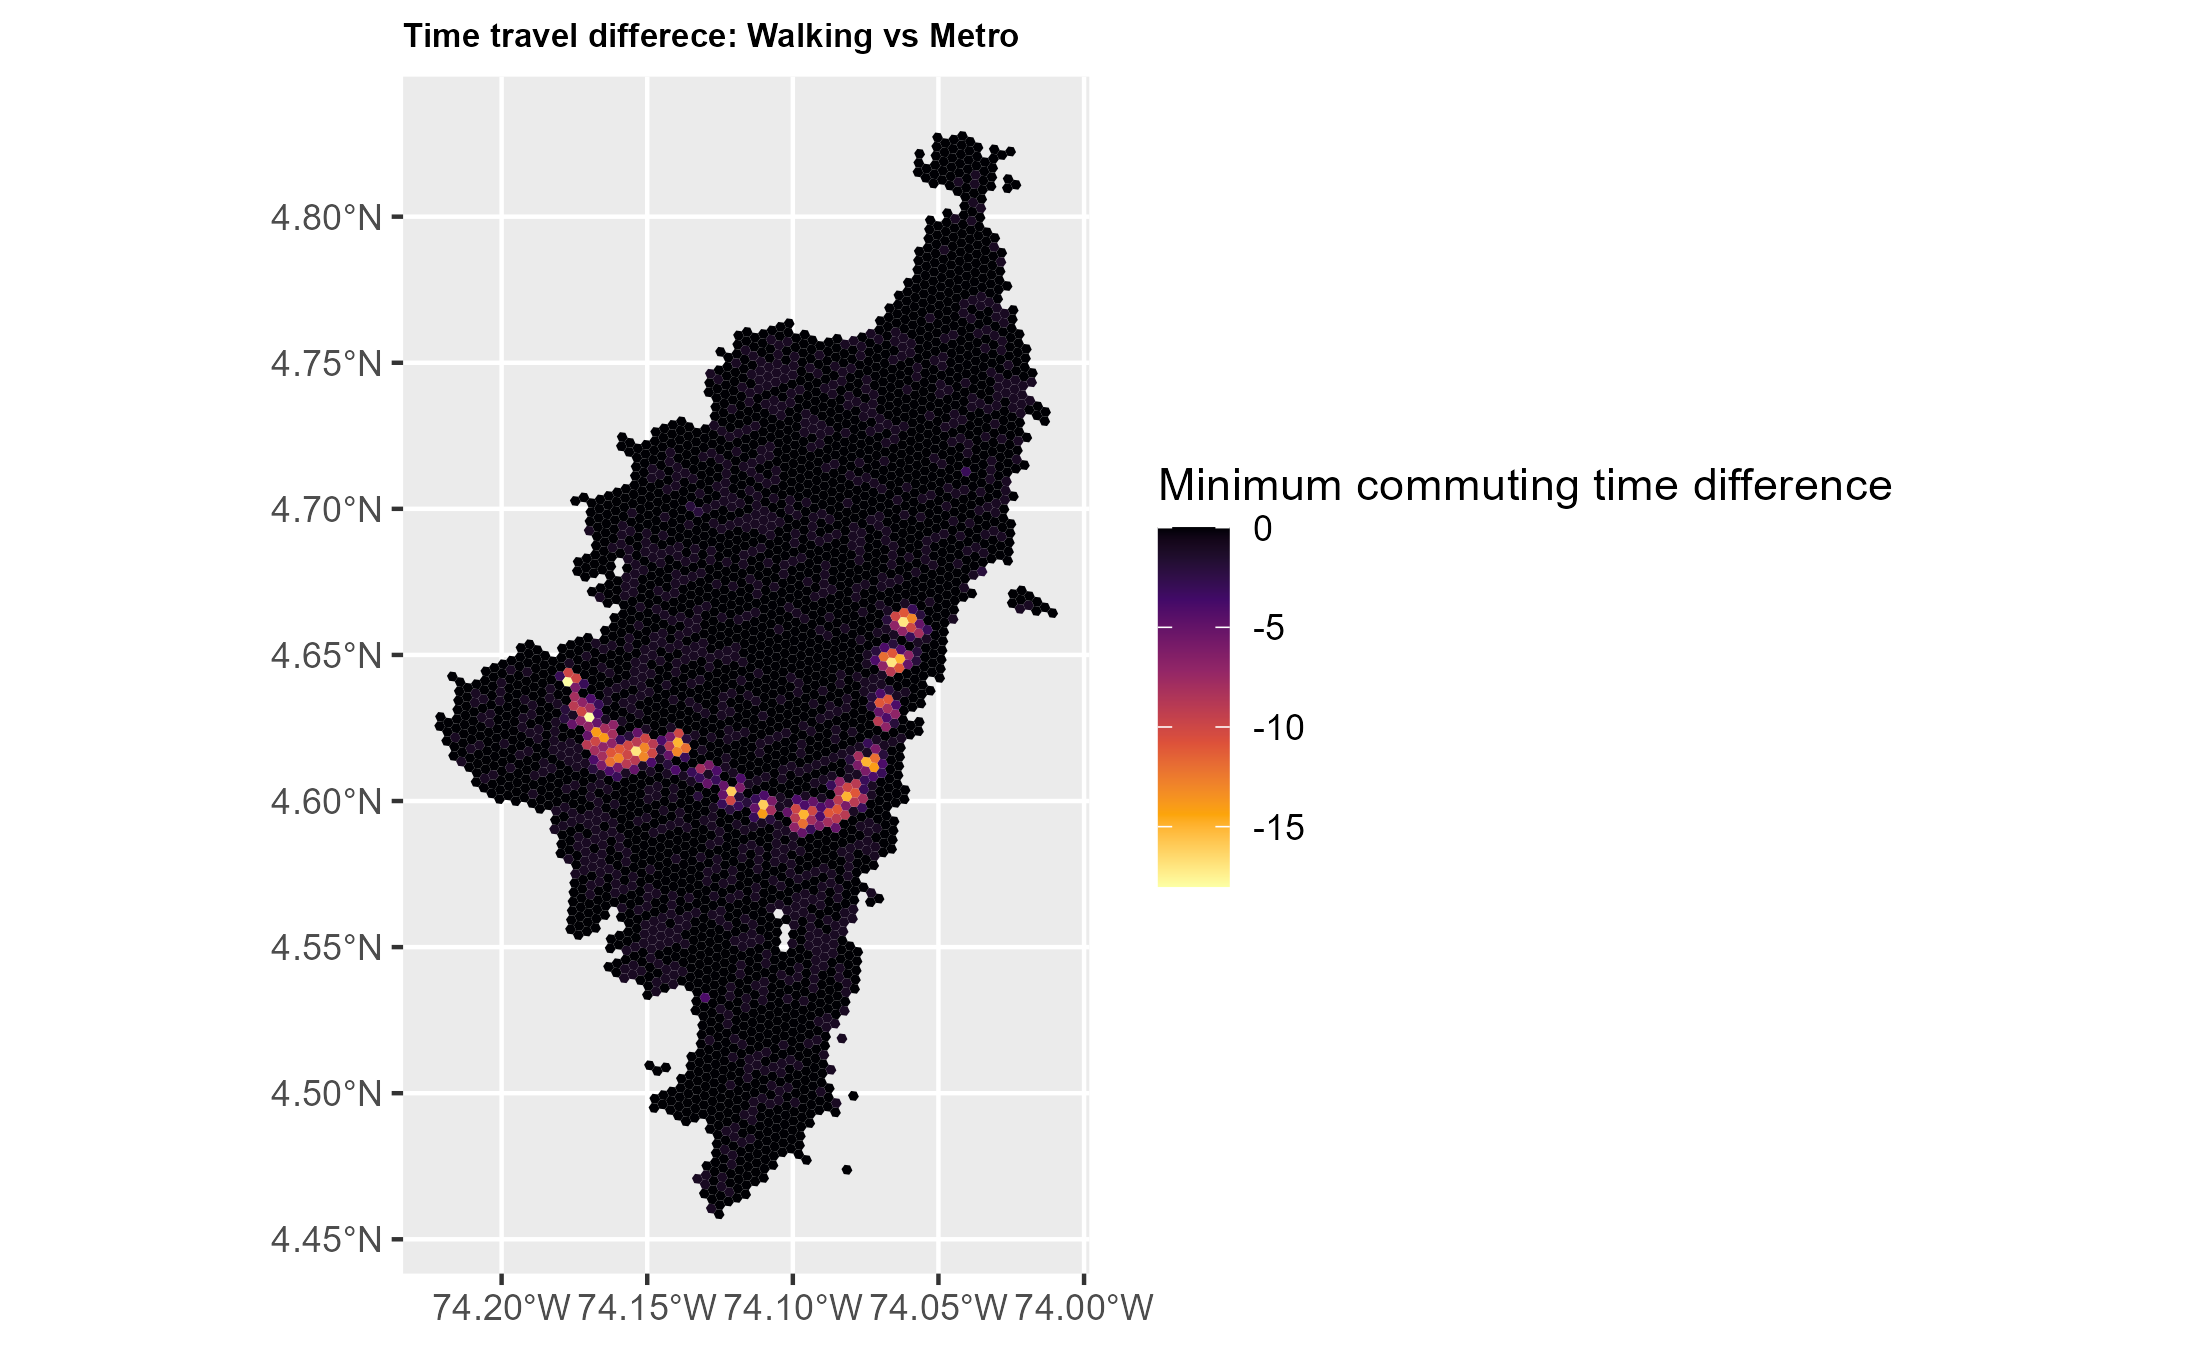 Time travel differece: Walking vs Metro
4.80°N
4.75°N
4.70°N
4.65°N
4.60°N
4.55°N
4.50°N
4.45°N
74.20°W 74.15°W 74.10°W 74.05°W 74.00°W
Minimum commuting time difference
0
-5
-10
-15